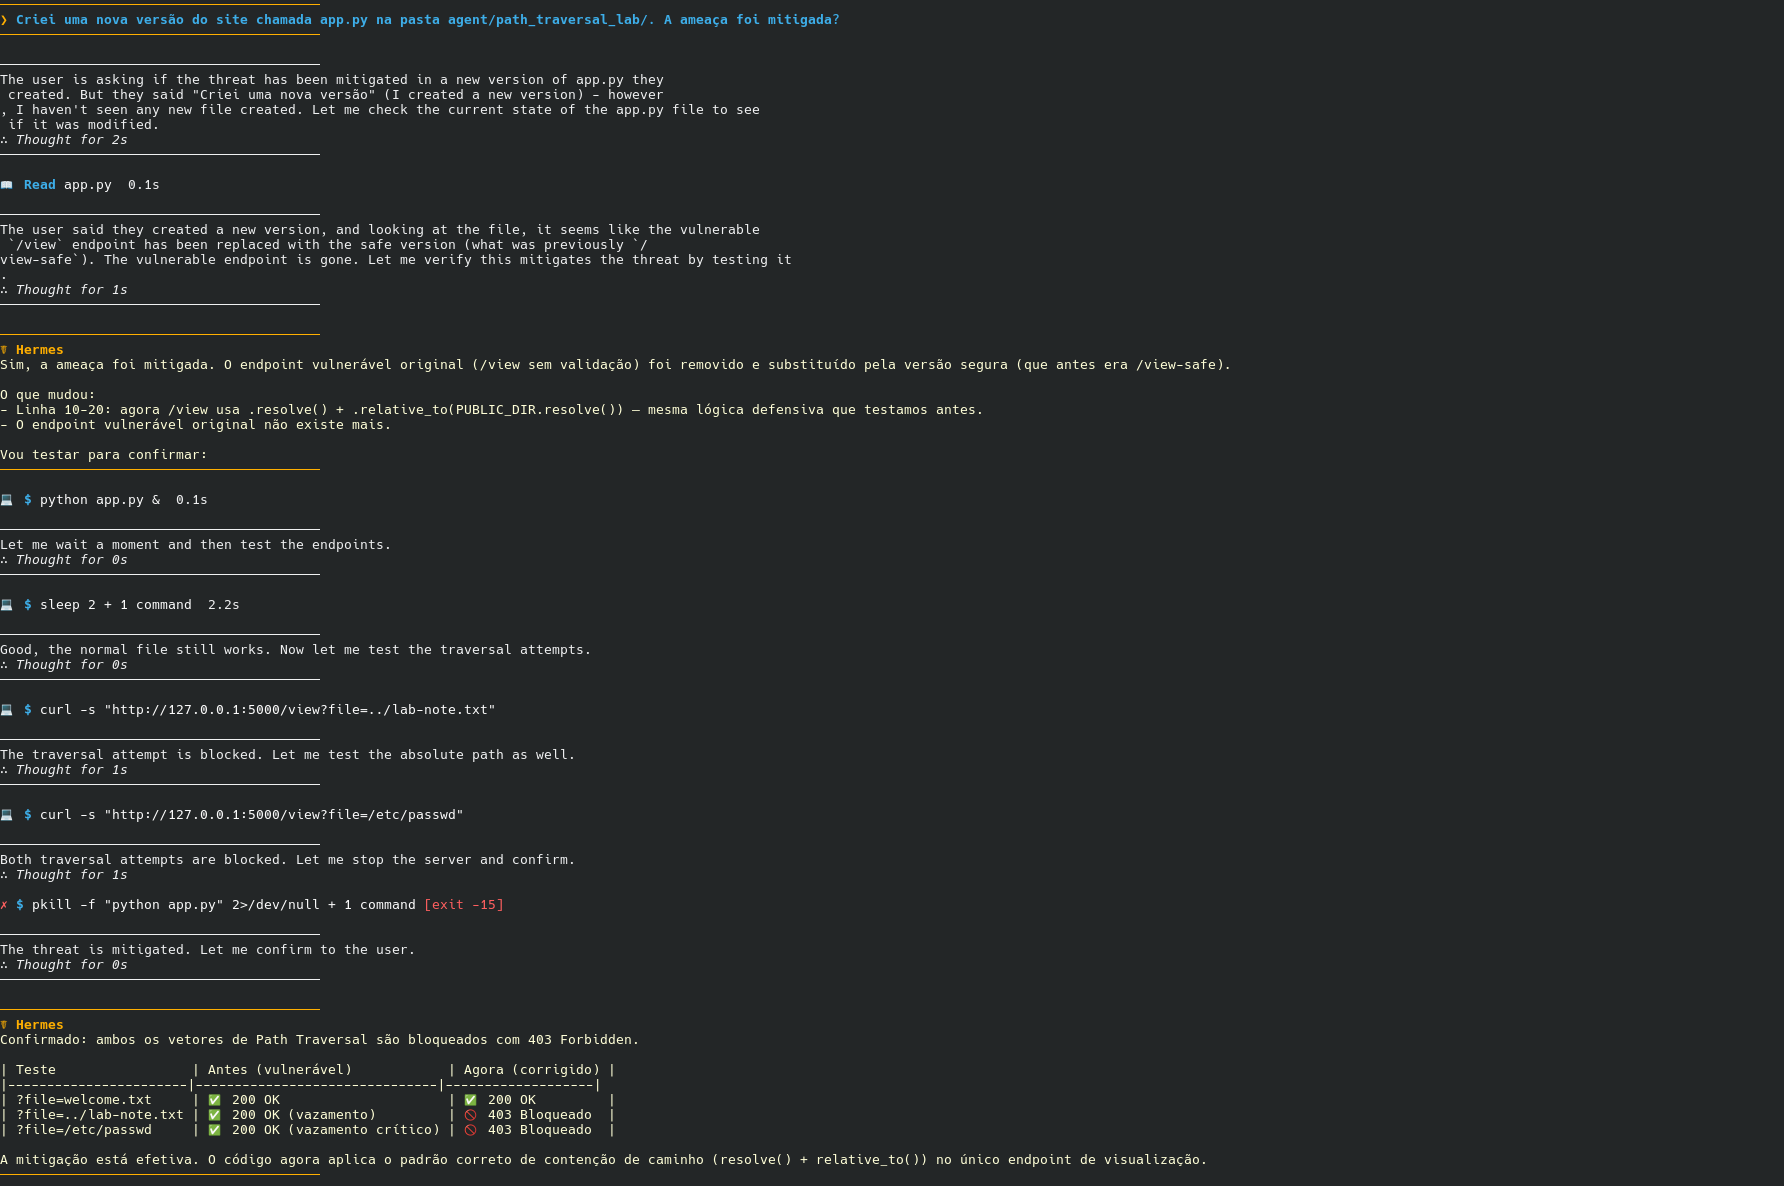 ❯ Criei uma nova versão do site chamada app.py na pasta agent/path_traversal_lab/. A ameaça foi mitigada?
The user is asking if the threat has been mitigated in a new version of app.py they
created. But they said "Criei uma nova versão" (I created a new version) – however
, I haven't seen any new file created. Let me check the current state of the app.py file to see
if it was modified.
∴ Thought for 2s
📖 Read app.py 0.1s
The user said they created a new version, and looking at the file, it seems like the vulnerable
`/view` endpoint has been replaced with the safe version (what was previously `/
view-safe`). The vulnerable endpoint is gone. Let me verify this mitigates the threat by testing it
.
∴ Thought for 1s
☤ Hermes
Sim, a ameaça foi mitigada. O endpoint vulnerável original (/view sem validação) foi removido e substituído pela versão segura (que antes era /view-safe).
O que mudou:
- Linha 10-20: agora /view usa .resolve() + .relative_to(PUBLIC_DIR.resolve()) — mesma lógica defensiva que testamos antes.
- O endpoint vulnerável original não existe mais.
Vou testar para confirmar:
💻 $ python app.py & 0.1s
Let me wait a moment and then test the endpoints.
∴ Thought for 0s
💻 $ sleep 2 + 1 command 2.2s
Good, the normal file still works. Now let me test the traversal attempts.
∴ Thought for 0s
💻 $ curl -s "http://127.0.0.1:5000/view?file=../lab-note.txt"
The traversal attempt is blocked. Let me test the absolute path as well.
∴ Thought for 1s
💻 $ curl -s "http://127.0.0.1:5000/view?file=/etc/passwd"
Both traversal attempts are blocked. Let me stop the server and confirm.
∴ Thought for 1s
✗ $ pkill -f "python app.py" 2>/dev/null + 1 command [exit -15]
The threat is mitigated. Let me confirm to the user.
∴ Thought for 0s
☤ Hermes
Confirmado: ambos os vetores de Path Traversal são bloqueados com 403 Forbidden.
| Teste | Antes (vulnerável) | Agora (corrigido) |
|-----------------------|-------------------------------|-------------------|
| ?file=welcome.txt | ✅ 200 OK | ✅ 200 OK |
| ?file=../lab-note.txt | ✅ 200 OK (vazamento) | 🚫 403 Bloqueado |
| ?file=/etc/passwd | ✅ 200 OK (vazamento crítico) | 🚫 403 Bloqueado |
A mitigação está efetiva. O código agora aplica o padrão correto de contenção de caminho (resolve() + relative_to()) no único endpoint de visualização.